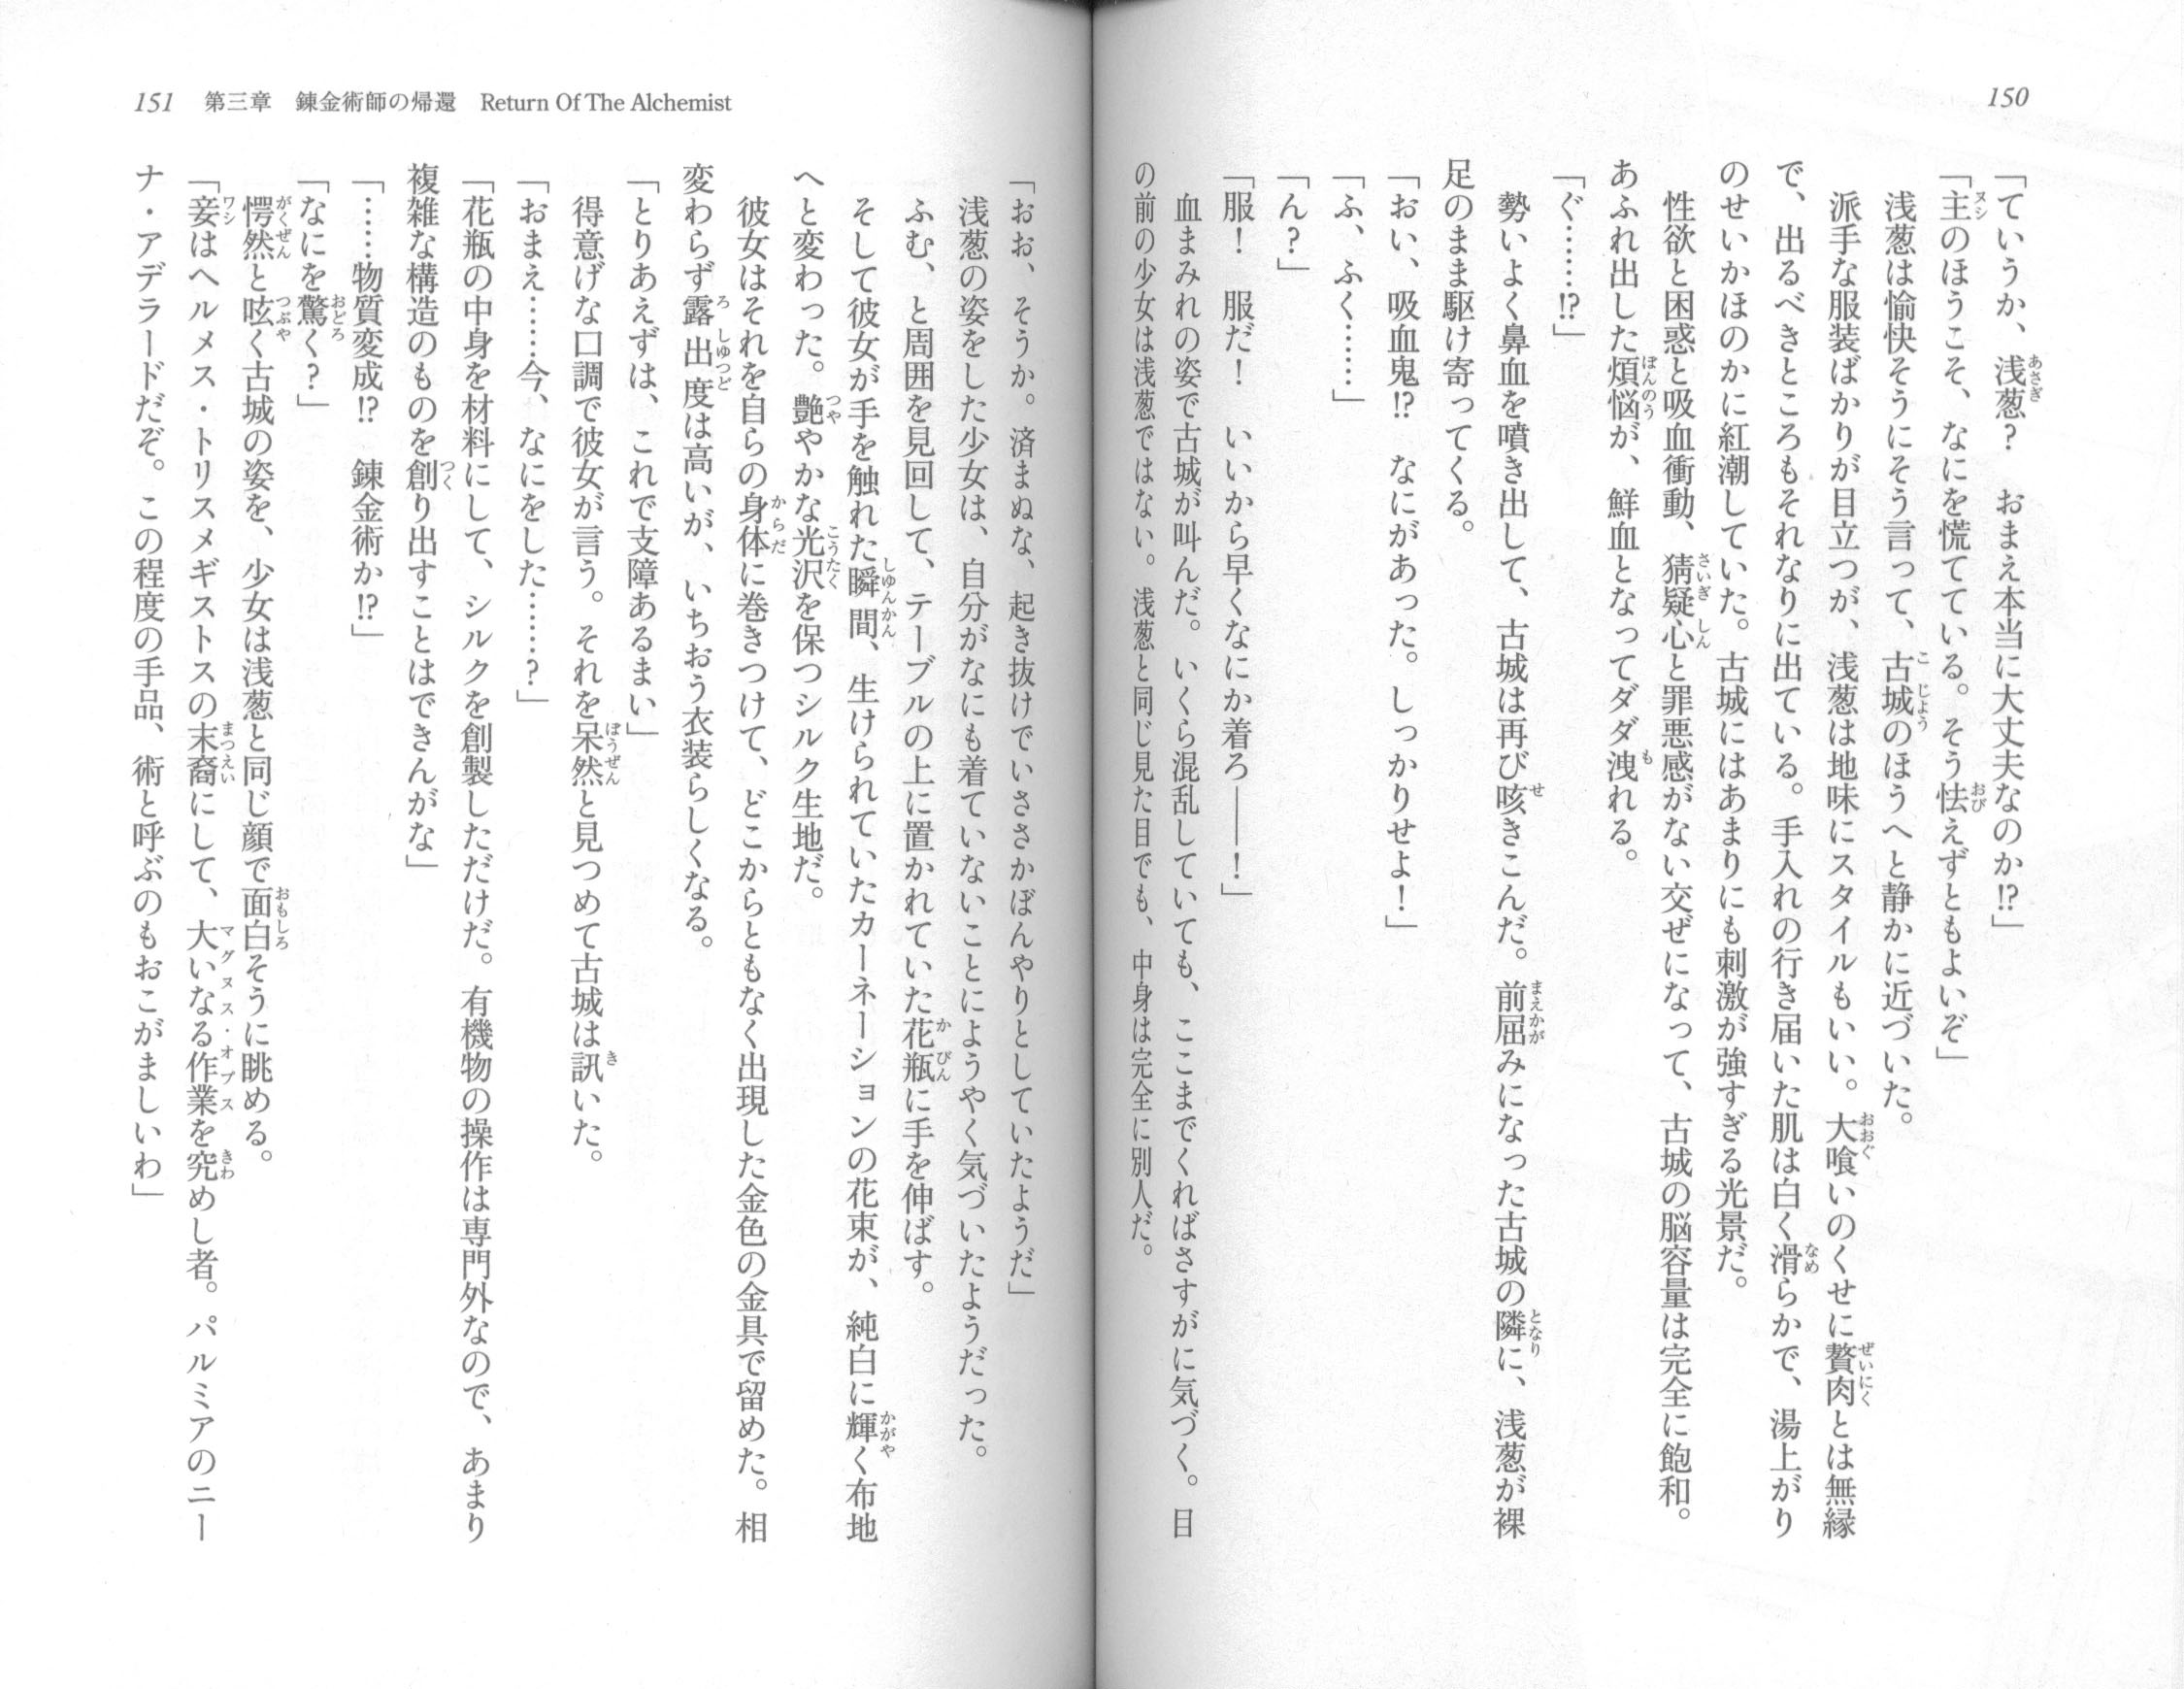 150
「ていうか、浅葱？　おまえ本当に大丈夫なのか⁉」
「主のほうこそ、なにを慌てている。そう怯えずともよいぞ」
　浅葱は愉快そうにそう言って、古城のほうへと静かに近づいた。
　派手な服装ばかりが目立つが、浅葱は地味にスタイルもいい。大喰いのくせに贅肉とは無縁
で、出るべきところもそれなりに出ている。手入れの行き届いた肌は白く滑らかで、湯上がり
のせいかほのかに紅潮していた。古城にはあまりにも刺激が強すぎる光景だ。
　性欲と困惑と吸血衝動、猜疑心と罪悪感がない交ぜになって、古城の脳容量は完全に飽和。
あふれ出した煩悩が、鮮血となってダダ洩れる。
「ぐ……⁉」
　勢いよく鼻血を噴き出して、古城は再び咳きこんだ。前屈みになった古城の隣に、浅葱が裸
足のまま駆け寄ってくる。
「おい、吸血鬼⁉　なにがあった。しっかりせよ！」
「ふ、ふく……」
「ん？」
「服！　服だ！　いいから早くなにか着ろ――！」
　血まみれの姿で古城が叫んだ。いくら混乱していても、ここまでくればさすがに気づく。目
の前の少女は浅葱ではない。浅葱と同じ見た目でも、中身は完全に別人だ。
151　第三章　錬金術師の帰還　Return Of The Alchemist
「おお、そうか。済まぬな、起き抜けでいささかぼんやりとしていたようだ」
　浅葱の姿をした少女は、自分がなにも着ていないことにようやく気づいたようだった。
　ふむ、と周囲を見回して、テーブルの上に置かれていた花瓶に手を伸ばす。
　そして彼女が手を触れた瞬間、生けられていたカーネーションの花束が、純白に輝く布地
へと変わった。艶やかな光沢を保つシルク生地だ。
　彼女はそれを自らの身体に巻きつけて、どこからともなく出現した金色の金具で留めた。相
変わらず露出度は高いが、いちおう衣装らしくなる。
「とりあえずは、これで支障あるまい」
　得意げな口調で彼女が言う。それを呆然と見つめて古城は訊いた。
「おまえ……今、なにをした……？」
「花瓶の中身を材料にして、シルクを創製しただけだ。有機物の操作は専門外なので、あまり
複雑な構造のものを創り出すことはできんがな」
「……物質変成⁉　錬金術か⁉」
「なにを驚く？」
　愕然と呟く古城の姿を、少女は浅葱と同じ顔で面白そうに眺める。
「妾はヘルメス・トリスメギストスの末裔にして、大いなる作業を究めし者。パルミアのニー
ナ・アデラードだぞ。この程度の手品、術と呼ぶのもおこがましいわ」